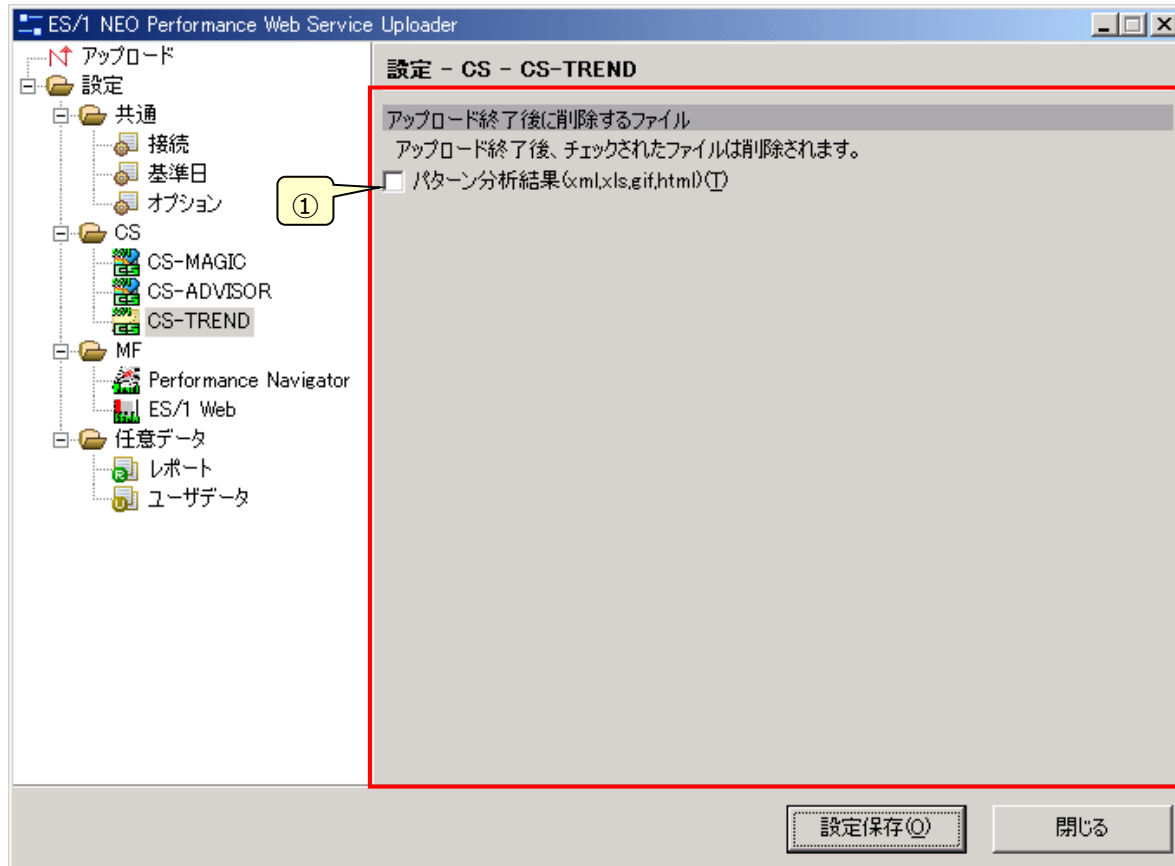 ES/1 NEO Performance Web Service Uploader
アップロード
設定
共通
接続
基準日
オプション
CS
CS-MAGIC
CS-ADVISOR
CS-TREND
MF
Performance Navigator
ES/1 Web
任意データ
レポート
ユーザデータ
設定 - CS - CS-TREND
アップロード終了後に削除するファイル
アップロード終了後、チェックされたファイルは削除されます。
①
パターン分析結果(xml,xls,gif,html)(T)
設定保存(O)
閉じる